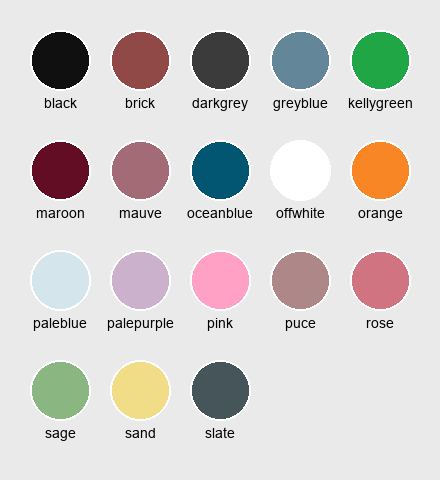 black brick darkgrey greyblue kellygreen
maroon mauve oceanblue offwhite orange
paleblue palepurple pink puce rose
sage sand slate